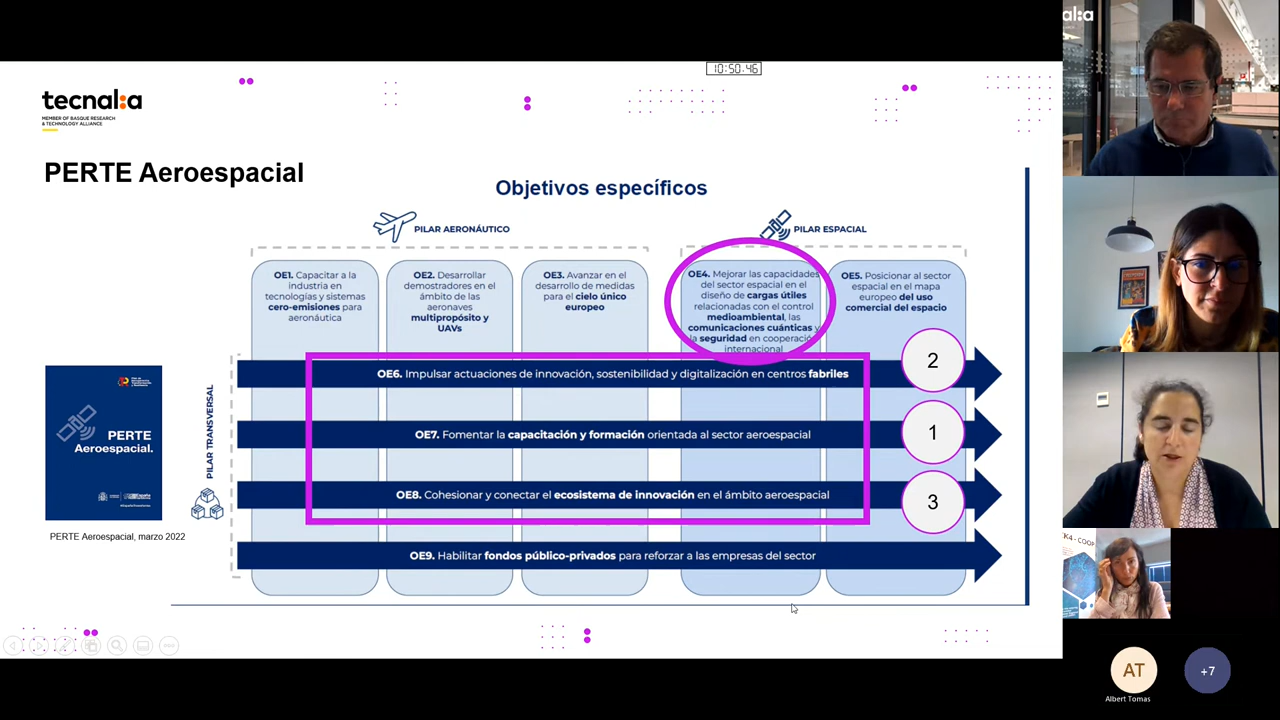 10:50.46
tecnalia
MEMBER OF BASQUE RESEARCH
& TECHNOLOGY ALLIANCE
PERTE Aeroespacial
Objetivos específicos
PILAR AERONÁUTICO
PILAR ESPACIAL
OE1. Capacitar a la
industria en
tecnologías y sistemas
cero-emisiones para
aeronáutica
OE2. Desarrollar
demostradores en el
ámbito de las
aeronaves
multipropósito y
UAVs
OE3. Avanzar en el
desarrollo de medidas
para el cielo único
europeo
OE4. Mejorar las capacidades
del sector espacial en el
diseño de cargas útiles
relacionadas con el control
medioambiental, las
comunicaciones cuánticas y
la seguridad en cooperación
internacional
OE5. Posicionar al sector
espacial en el mapa
europeo del uso
comercial del espacio
PILAR TRANSVERSAL
OE6. Impulsar actuaciones de innovación, sostenibilidad y digitalización en centros fabriles
2
OE7. Fomentar la capacitación y formación orientada al sector aeroespacial
1
OE8. Cohesionar y conectar el ecosistema de innovación en el ámbito aeroespacial
3
OE9. Habilitar fondos público-privados para reforzar a las empresas del sector
PERTE
Aeroespacial.
PERTE Aeroespacial, marzo 2022
al:a
K4-COOP
AT
Albert Tomas
+7